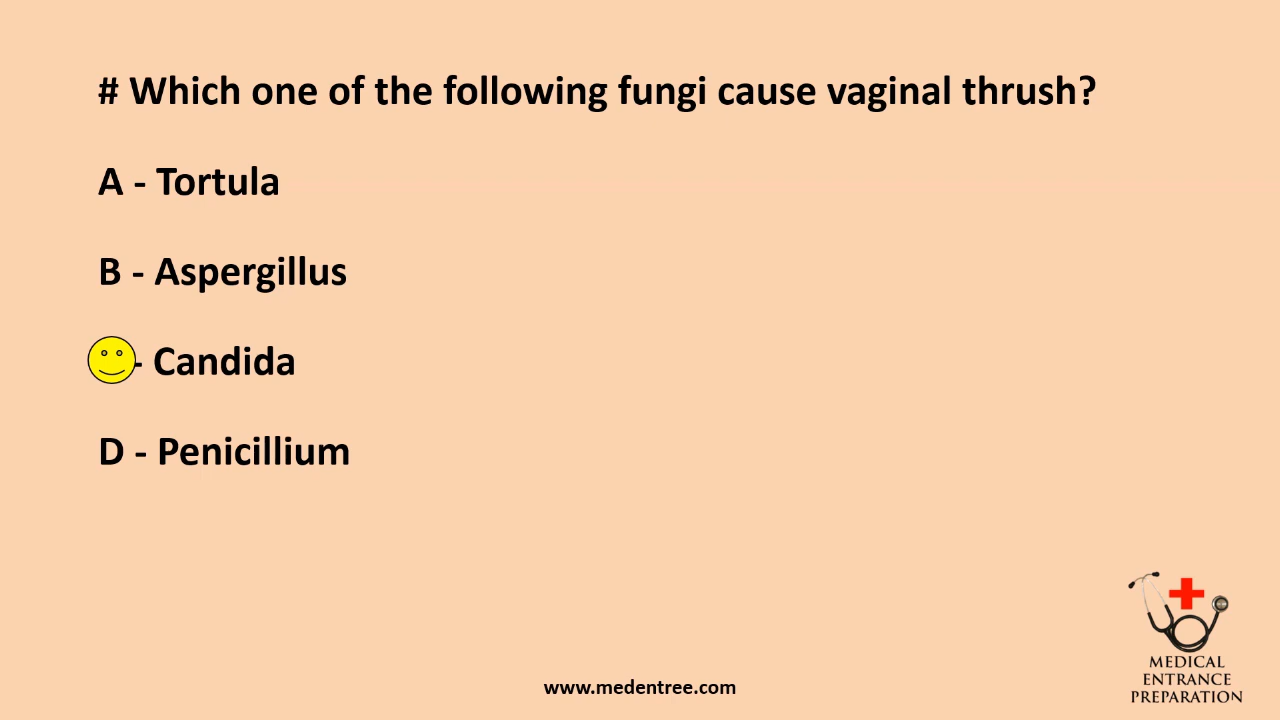 # Which one of the following fungi cause vaginal thrush?
A - Tortula
B - Aspergillus
- Candida
D - Penicillium
www.medentree.com
MEDICAL
ENTRANCE
PREPARATION